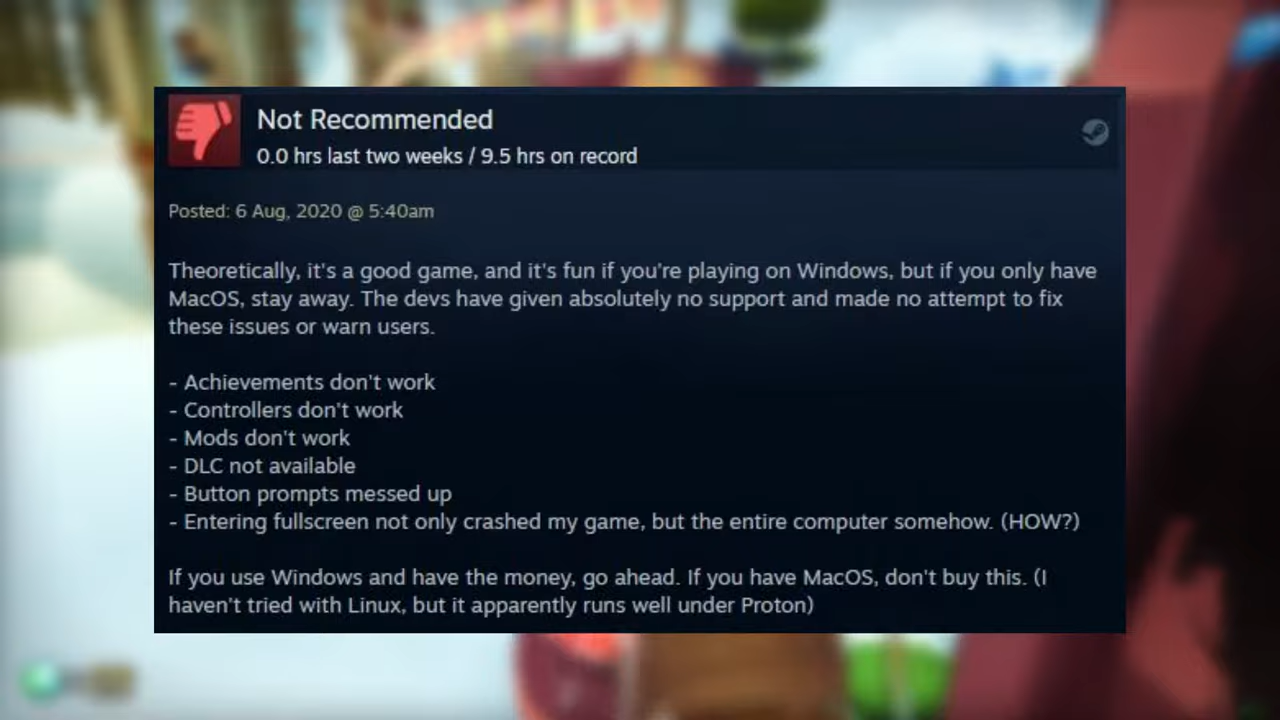 Not Recommended
0.0 hrs last two weeks / 9.5 hrs on record
Posted: 6 Aug, 2020 @ 5:40am
Theoretically, it's a good game, and it's fun if you're playing on Windows, but if you only have
MacOS, stay away. The devs have given absolutely no support and made no attempt to fix
these issues or warn users.
- Achievements don't work
- Controllers don't work
- Mods don't work
- DLC not available
- Button prompts messed up
- Entering fullscreen not only crashed my game, but the entire computer somehow. (HOW?)
If you use Windows and have the money, go ahead. If you have MacOS, don't buy this. (I
haven't tried with Linux, but it apparently runs well under Proton)